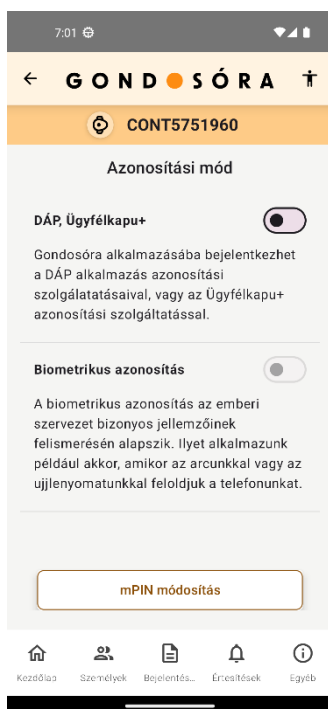 7:01
GONDOSÓRA
CONT5751960
Azonosítási mód
DÁP, Ügyfélkapu+
Gondosóra alkalmazásába bejelentkezhet
a DÁP alkalmazás azonosítási
szolgálatatásaival, vagy az Ügyfélkapu+
azonosítási szolgáltatással.
Biometrikus azonosítás
A biometrikus azonosítás az emberi
szervezet bizonyos jellemzőinek
felismerésén alapszik. Ilyet alkalmazunk
például akkor, amikor az arcunkkal vagy az
ujjlenyomatunkkal feloldjuk a telefonunkat.
mPIN módosítás
Kezdőlap Személyek Bejelentés... Értesítések Egyéb